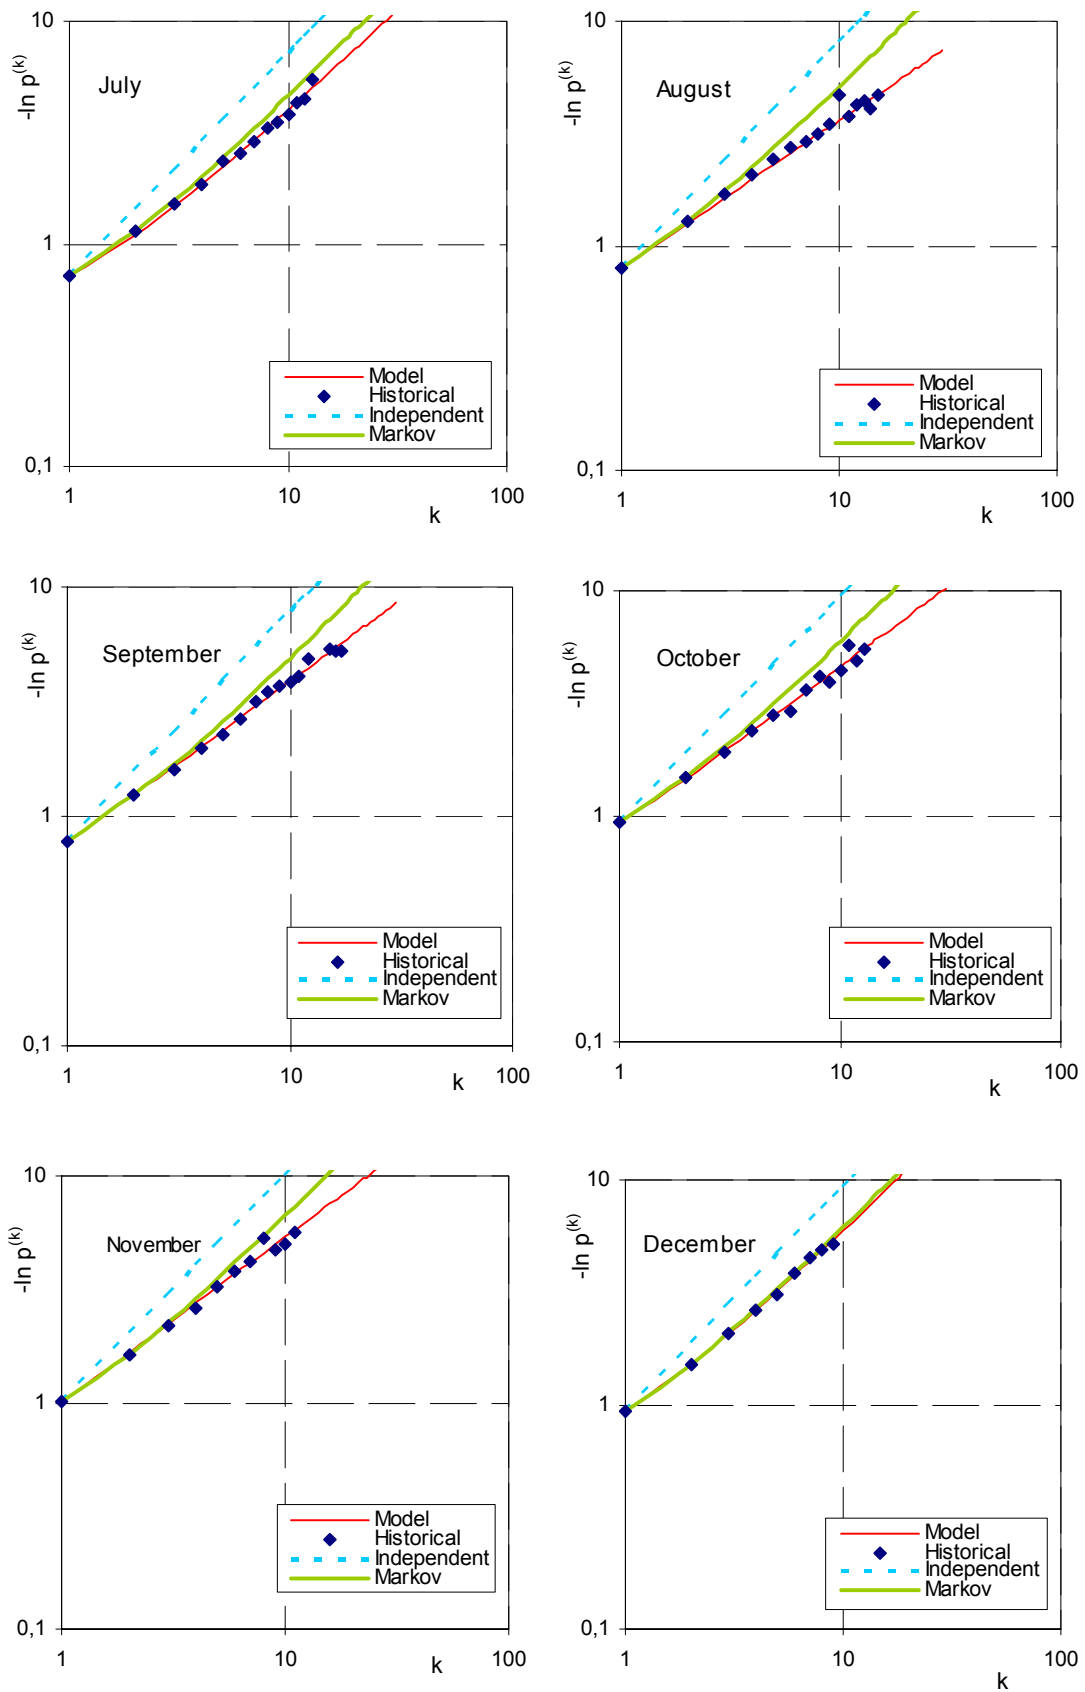 10
July
-ln p(k)
1
Model
Historical
Independent
Markov
0,1
1
10
100
k
10
August
-ln p(k)
1
Model
Historical
Independent
Markov
0,1
1
10
100
k
10
September
-ln p(k)
1
Model
Historical
Independent
Markov
0,1
1
10
100
k
10
October
-ln p(k)
1
Model
Historical
Independent
Markov
0,1
1
10
100
k
10
November
-ln p(k)
1
Model
Historical
Independent
Markov
0,1
1
10
100
k
10
December
-ln p(k)
1
Model
Historical
Independent
Markov
0,1
1
10
100
k